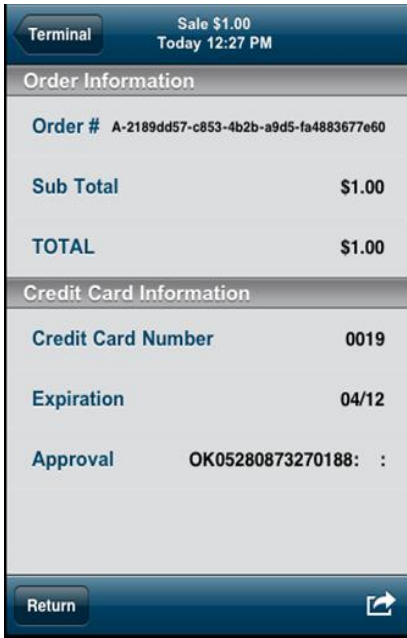 Terminal
Sale $1.00
Today 12:27 PM
Order Information
Order # A-2189dd57-c853-4b2b-a9d5-fa4883677e60
Sub Total $1.00
TOTAL $1.00
Credit Card Information
Credit Card Number 0019
Expiration 04/12
Approval OK05280873270188: :
Return